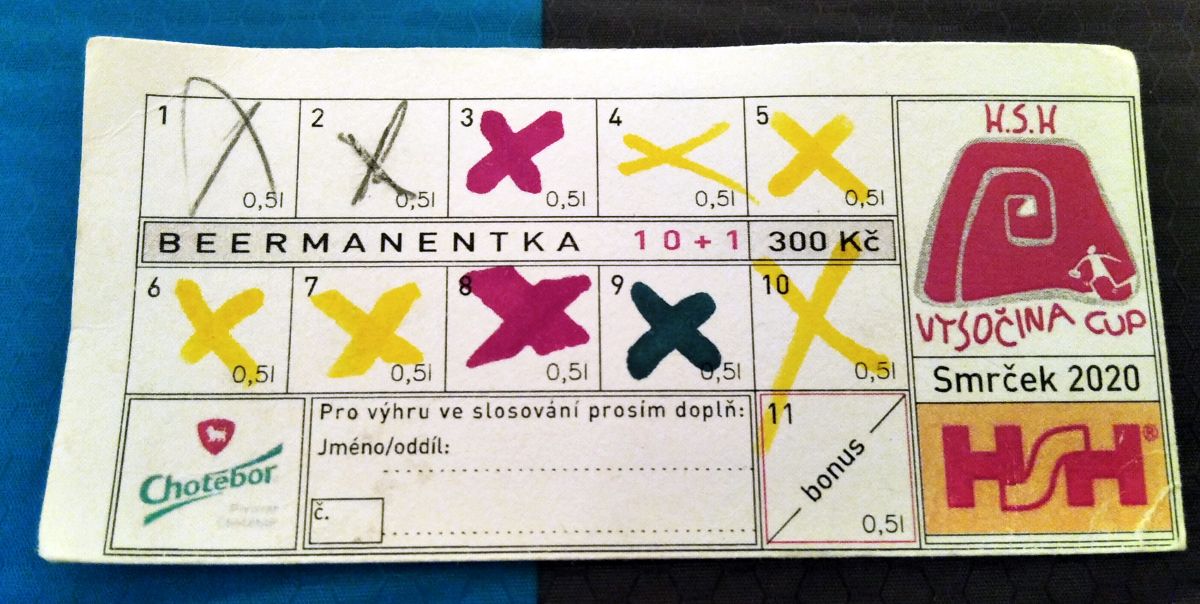 1 2 3 4 5
0,5l 0,5l 0,5l 0,5l 0,5l
BEERMANENTKA 10+1 300 Kč
6 7 8 9 10
0,5l 0,5l 0,5l 0,5l 0,5l
H.S.H
VYSOČINA CUP
Smrček 2020
HSH®
Chotěboř
Pivovar
Chotěboř
Pro výhru ve slosování prosím doplň:
Jméno/oddíl:
č.
11
bonus
0,5l